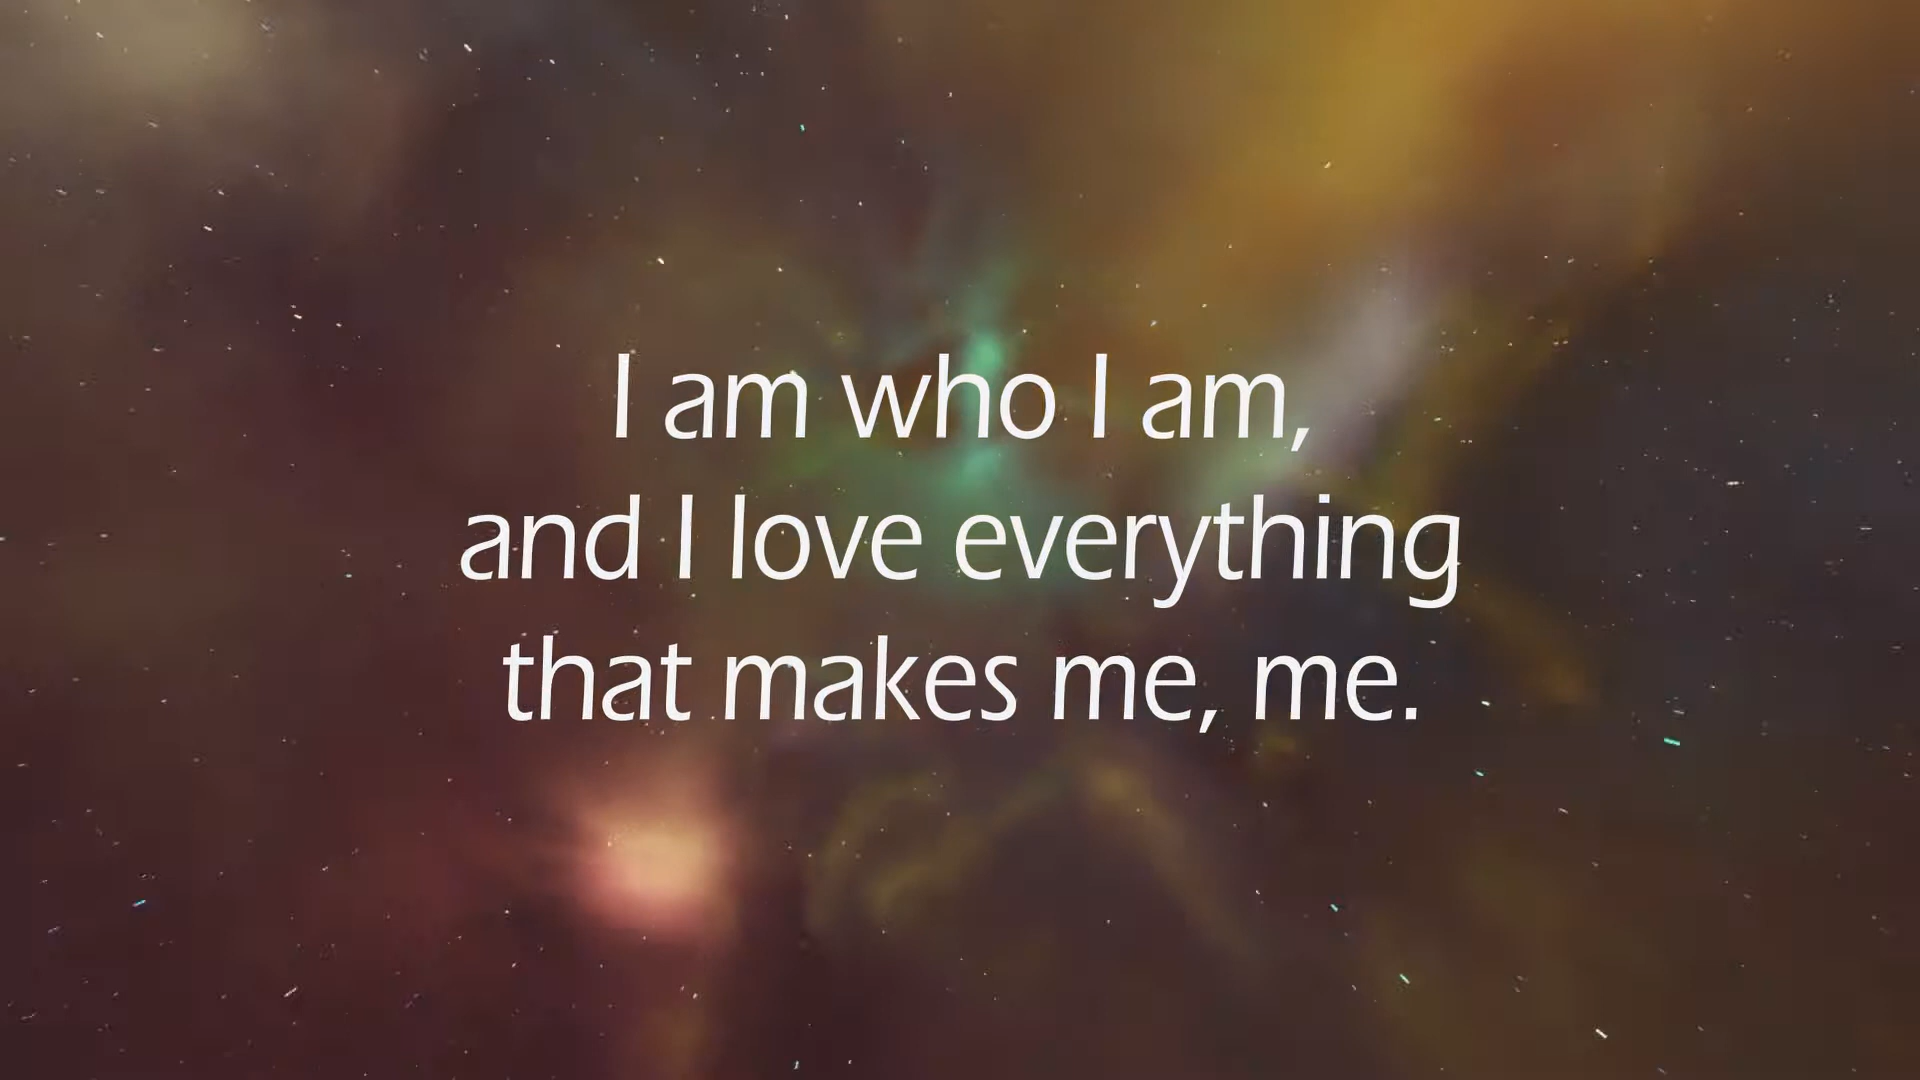 I am who I am,
and I love everything
that makes me, me.